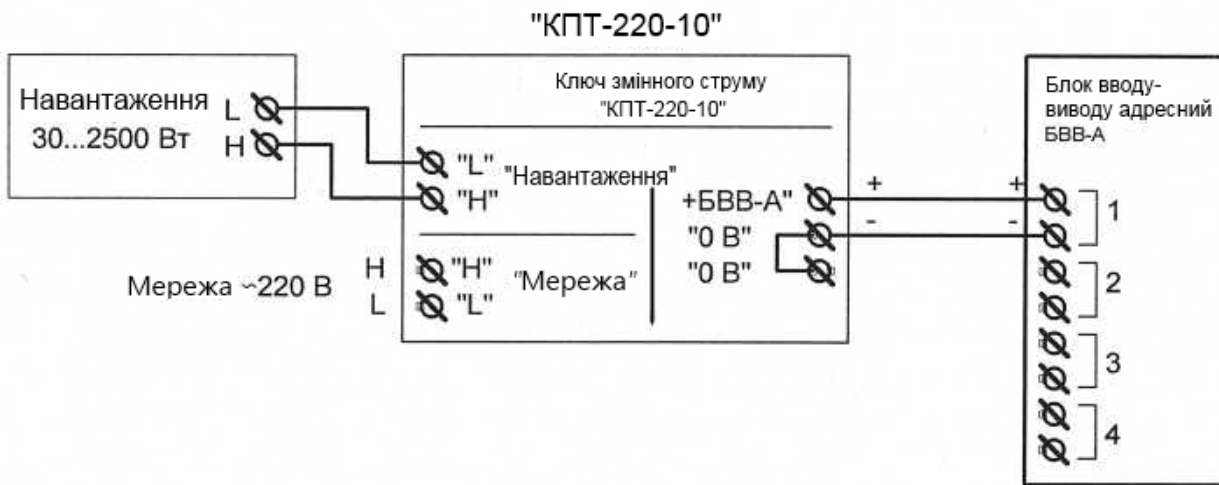 "КПТ-220-10"
Навантаження
30...2500 Вт
L
Н
Ключ змінного струму
"КПТ-220-10"
"L"
"Навантаження"
"Н"
+БВВ-А"
"0 В"
"0 В"
Мережа ~220 В
Н
"Н"
"Мережа"
L
"L"
+
-
+
-
Блок вводу-
виводу адресний
БВВ-А
1
2
3
4